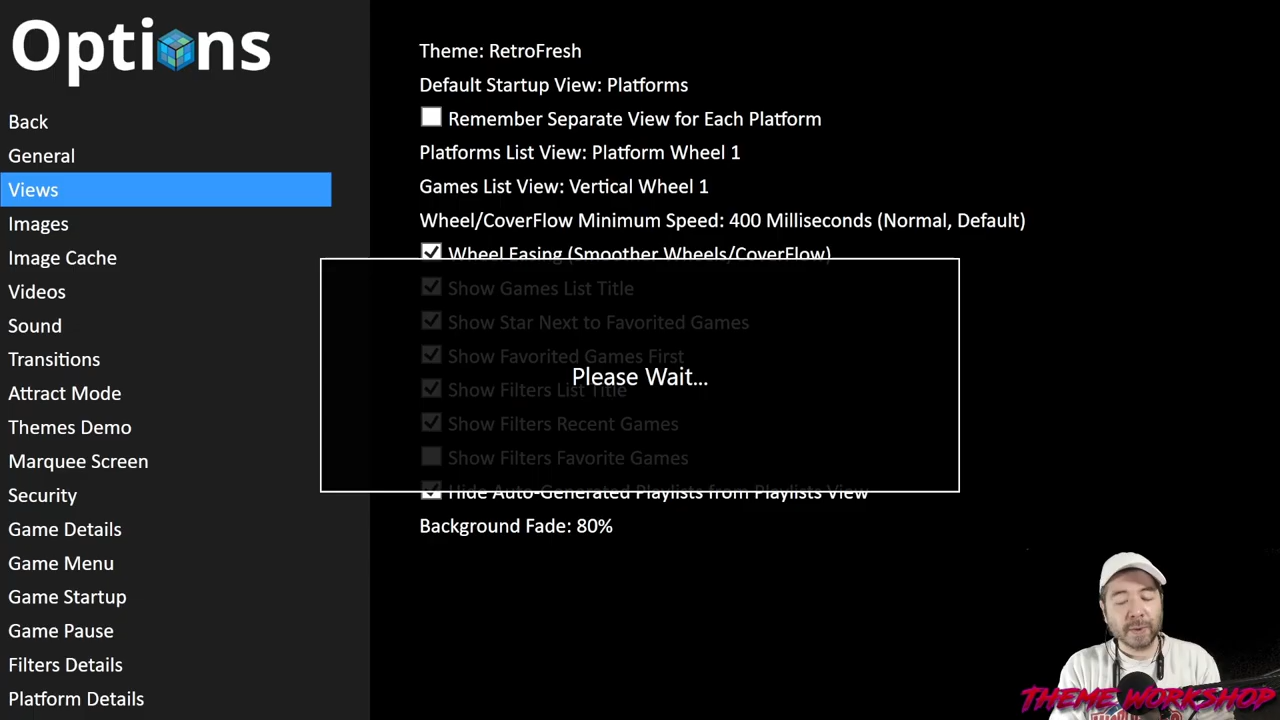 Options
Back
General
Views
Images
Image Cache
Videos
Sound
Transitions
Attract Mode
Themes Demo
Marquee Screen
Security
Game Details
Game Menu
Game Startup
Game Pause
Filters Details
Platform Details
Theme: RetroFresh
Default Startup View: Platforms
Remember Separate View for Each Platform
Platforms List View: Platform Wheel 1
Games List View: Vertical Wheel 1
Wheel/CoverFlow Minimum Speed: 400 Milliseconds (Normal, Default)
Wheel Easing (Smoother Wheels/CoverFlow)
Show Games List Title
Show Star Next to Favorited Games
Show Favorited Games First
Please Wait...
Show Filters List Title
Show Filters Recent Games
Show Filters Favorite Games
Hide Auto-Generated Playlists from Playlists View
Background Fade: 80%
THEME WORKSHOP